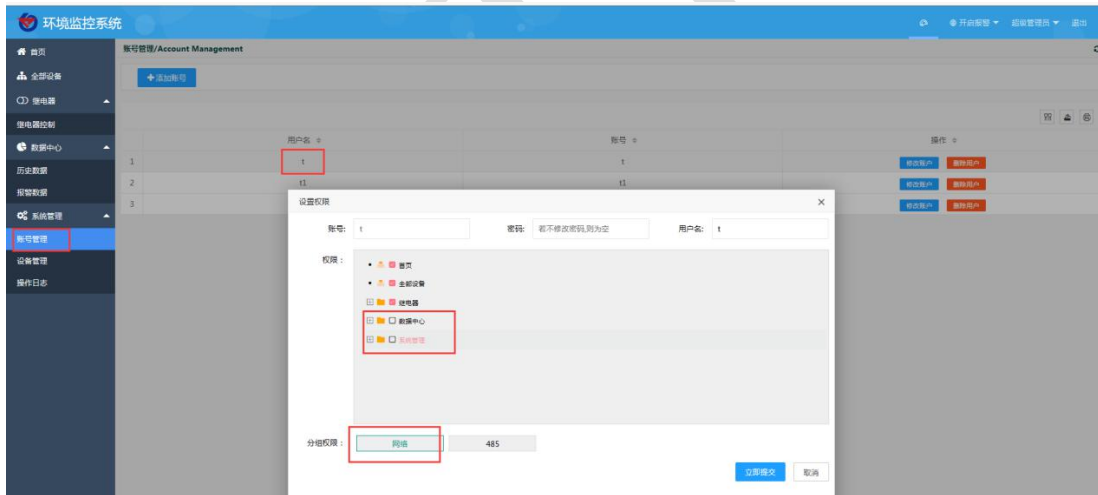 环境监控系统
开启报警 超级管理员 退出
首页
账号管理/Account Management
全部设备
+添加账号
继电器
继电器控制
数据中心
用户名 账号 操作
1 t t 修改账户 删除用户
历史数据
2 t1 t1 修改账户 删除用户
报警数据
3 修改账户 删除用户
系统管理
设置权限
账号管理
账号: t 密码: 若不修改密码,则为空 用户名: t
设备管理
权限：
首页
操作日志
全部设备
继电器
数据中心
系统管理
分组权限： 网络 485
立即提交 取消